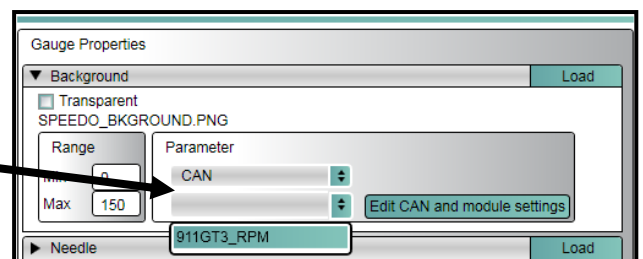 Gauge Properties
▼ Background Load
Transparent
SPEEDO_BKGROUND.PNG
Range Parameter
CAN
Max 150 Edit CAN and module settings
911GT3_RPM
▶ Needle Load